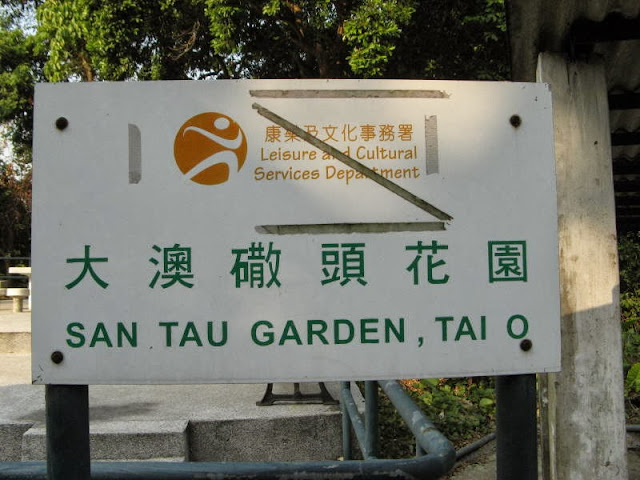 康樂及文化事務署
Leisure and Cultural
Services Department
大澳磡頭花園
SAN TAU GARDEN, TAI O